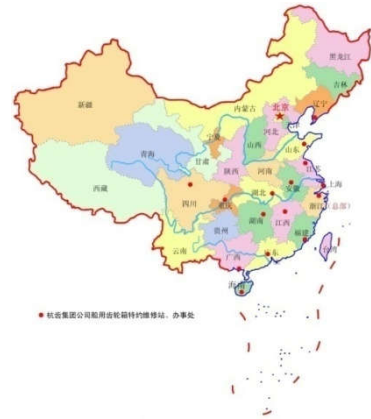 黑龙江
吉林
辽宁
新疆
内蒙古
北京
天津
河北
山西
山东
宁夏
青海
甘肃
陕西
河南
江苏
西藏
四川
重庆
湖北
安徽
上海
浙江(总部)
湖南
江西
贵州
福建
云南
广西
广东
台湾
海南
● 杭齿集团公司船用齿轮箱特约维修站、办事处